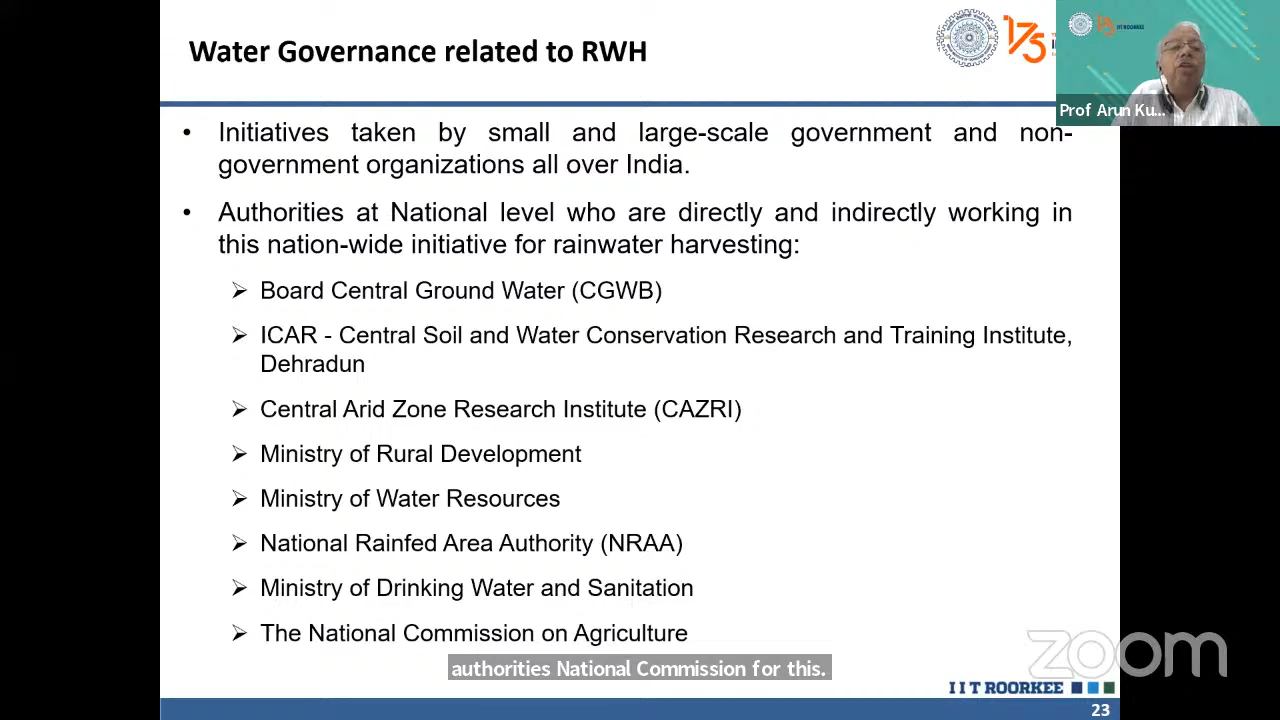 Water Governance related to RWH
175
IIT ROORKEE
Prof Arun Ku...
• Initiatives taken by small and large-scale government and non-
government organizations all over India.
• Authorities at National level who are directly and indirectly working in
this nation-wide initiative for rainwater harvesting:
➢ Board Central Ground Water (CGWB)
➢ ICAR - Central Soil and Water Conservation Research and Training Institute,
Dehradun
➢ Central Arid Zone Research Institute (CAZRI)
➢ Ministry of Rural Development
➢ Ministry of Water Resources
➢ National Rainfed Area Authority (NRAA)
➢ Ministry of Drinking Water and Sanitation
➢ The National Commission on Agriculture
authorities National Commission for this.
zoom
IIT ROORKEE
23